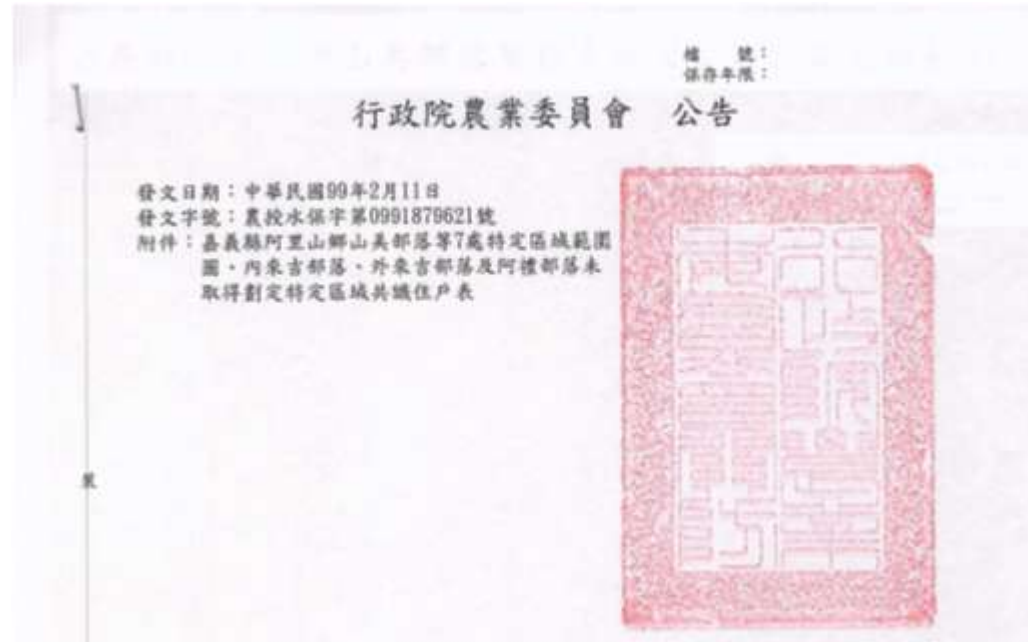 檔　　號：
保存年限：
行政院農業委員會　公告
發文日期：中華民國99年2月11日
發文字號：農授水保字第0991879621號
附件：嘉義縣阿里山鄉山美部落等7處特定區域範圍
圖、內來吉部落、外來吉部落及阿禮部落未
取得劃定特定區域共識住戶表
裝